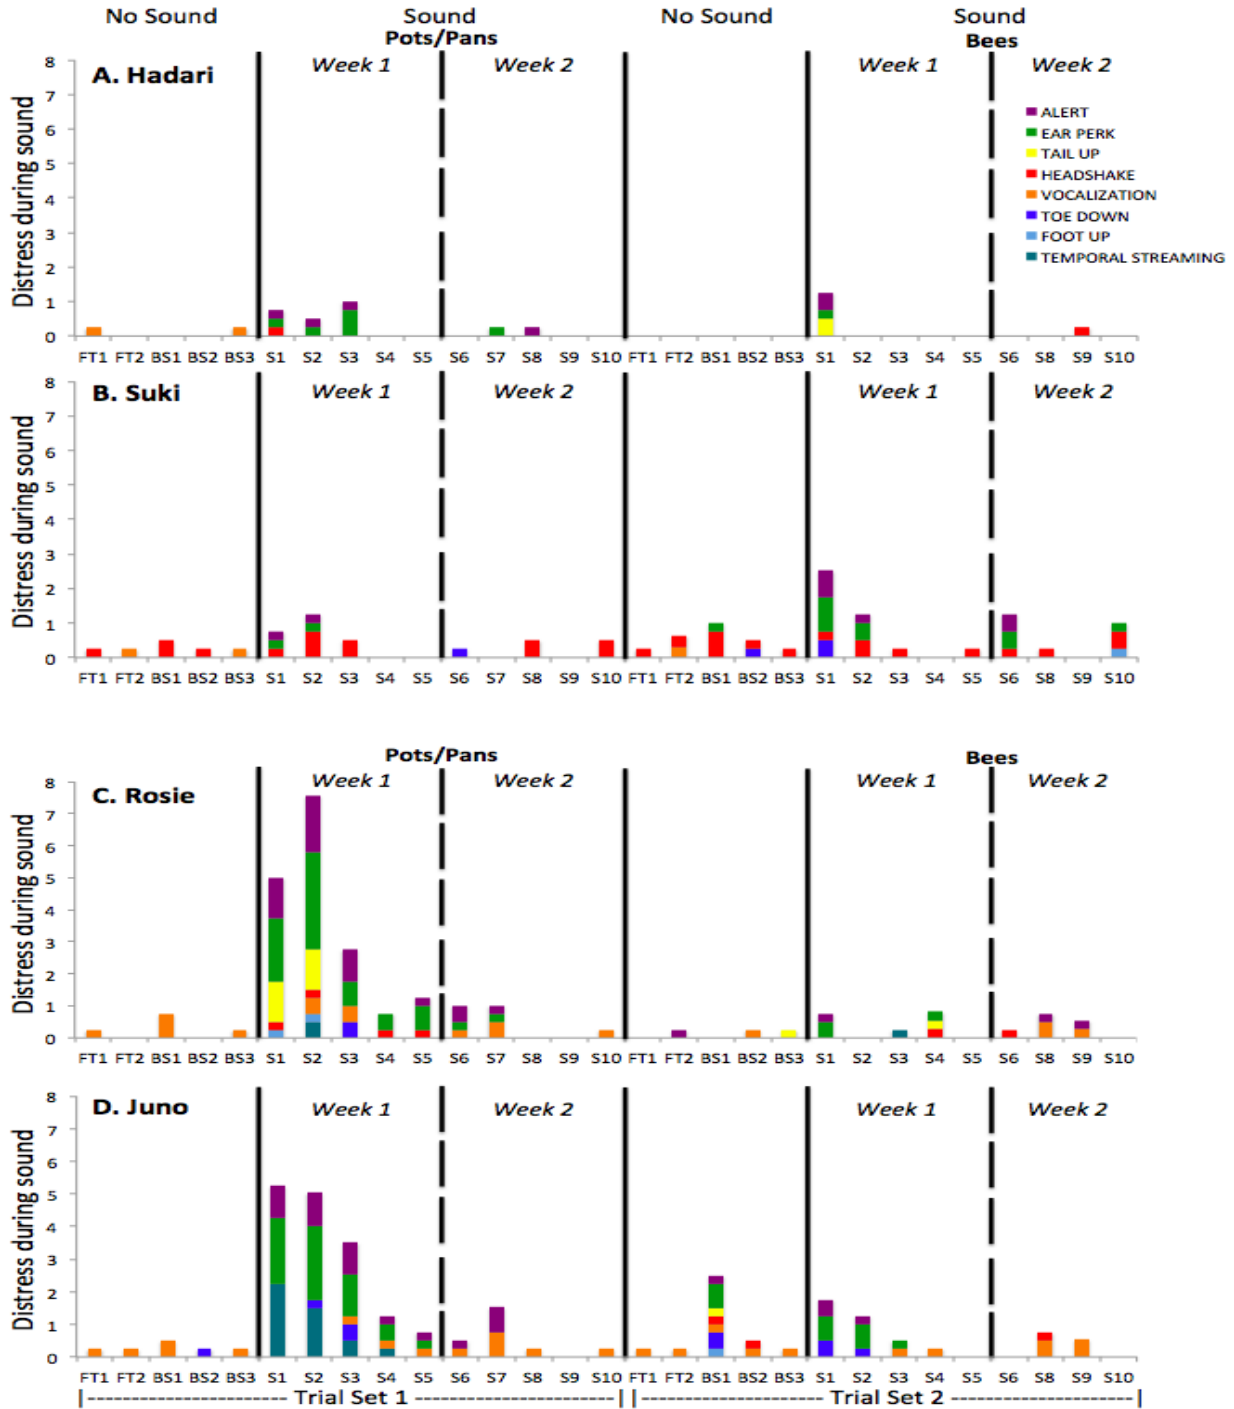 No Sound Sound No Sound Sound
Pots/Pans Bees
A. Hadari Week 1 Week 2 Week 1 Week 2
Distress during sound
8
7
6
5
4
3
2
1
0
ALERT
EAR PERK
TAIL UP
HEADSHAKE
VOCALIZATION
TOE DOWN
FOOT UP
TEMPORAL STREAMING
FT1 FT2 BS1 BS2 BS3 S1 S2 S3 S4 S5 S6 S7 S8 S9 S10 FT1 FT2 BS1 BS2 BS3 S1 S2 S3 S4 S5 S6 S8 S9 S10
B. Suki Week 1 Week 2 Week 1 Week 2
Distress during sound
8
7
6
5
4
3
2
1
0
FT1 FT2 BS1 BS2 BS3 S1 S2 S3 S4 S5 S6 S7 S8 S9 S10 FT1 FT2 BS1 BS2 BS3 S1 S2 S3 S4 S5 S6 S8 S9 S10
Pots/Pans Bees
C. Rosie Week 1 Week 2 Week 1 Week 2
Distress during sound
8
7
6
5
4
3
2
1
0
FT1 FT2 BS1 BS2 BS3 S1 S2 S3 S4 S5 S6 S7 S8 S9 S10 FT1 FT2 BS1 BS2 BS3 S1 S2 S3 S4 S5 S6 S8 S9 S10
D. Juno Week 1 Week 2 Week 1 Week 2
Distress during sound
8
7
6
5
4
3
2
1
0
FT1 FT2 BS1 BS2 BS3 S1 S2 S3 S4 S5 S6 S7 S8 S9 S10 FT1 FT2 BS1 BS2 BS3 S1 S2 S3 S4 S5 S6 S8 S9 S10
|--------------------- Trial Set 1 ---------------------| |-------------------- Trial Set 2 -------------------|